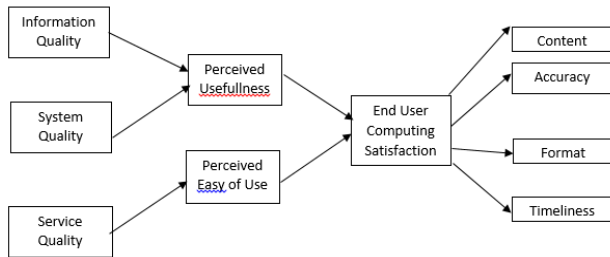 Information
Quality
System
Quality
Service
Quality
Perceived
Usefullness
Perceived
Easy of Use
End User
Computing
Satisfaction
Content
Accuracy
Format
Timeliness